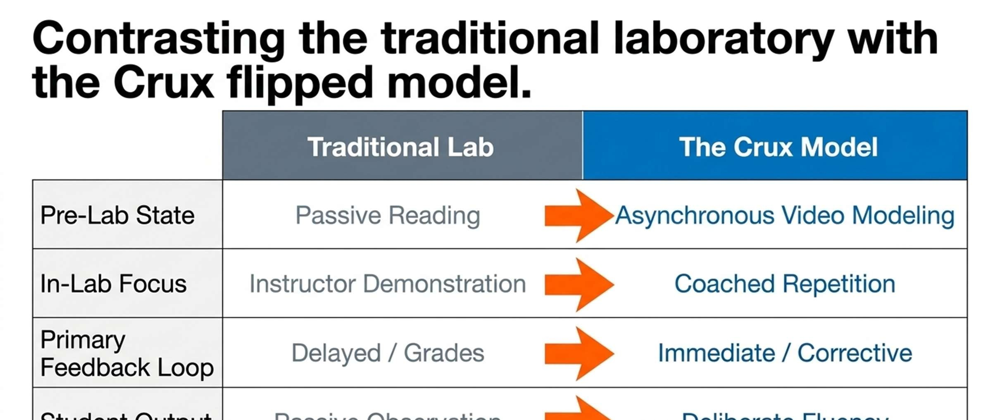 Contrasting the traditional laboratory with
the Crux flipped model.
Traditional Lab
The Crux Model
Pre-Lab State
Passive Reading
Asynchronous Video Modeling
In-Lab Focus
Instructor Demonstration
Coached Repetition
Primary
Feedback Loop
Delayed / Grades
Immediate / Corrective
Student Output
Passive Observation
Deliberate Fluency